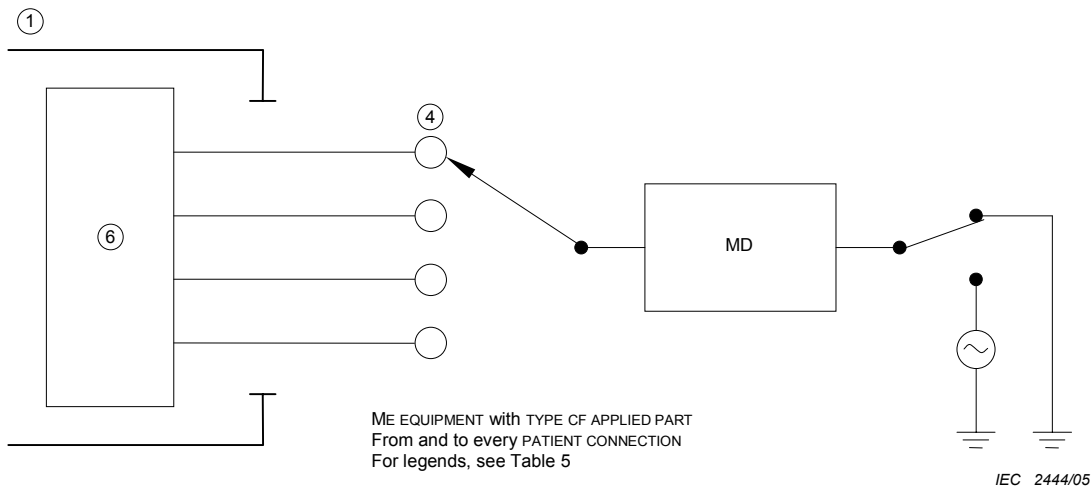 1
4
6
MD
ME EQUIPMENT with TYPE CF APPLIED PART
From and to every PATIENT CONNECTION
For legends, see Table 5
IEC 2444/05